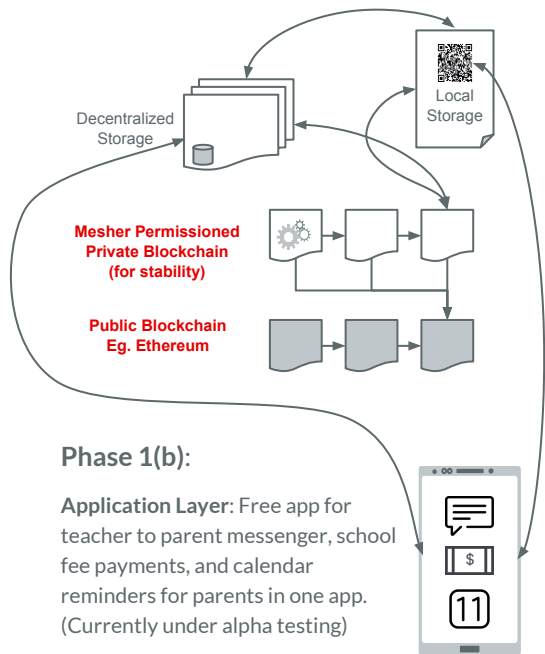 Decentralized
Storage
Local
Storage
Mesher Permissioned
Private Blockchain
(for stability)
Public Blockchain
Eg. Ethereum
Phase 1(b):
Application Layer: Free app for
teacher to parent messenger, school
fee payments, and calendar
reminders for parents in one app.
(Currently under alpha testing)
$
11